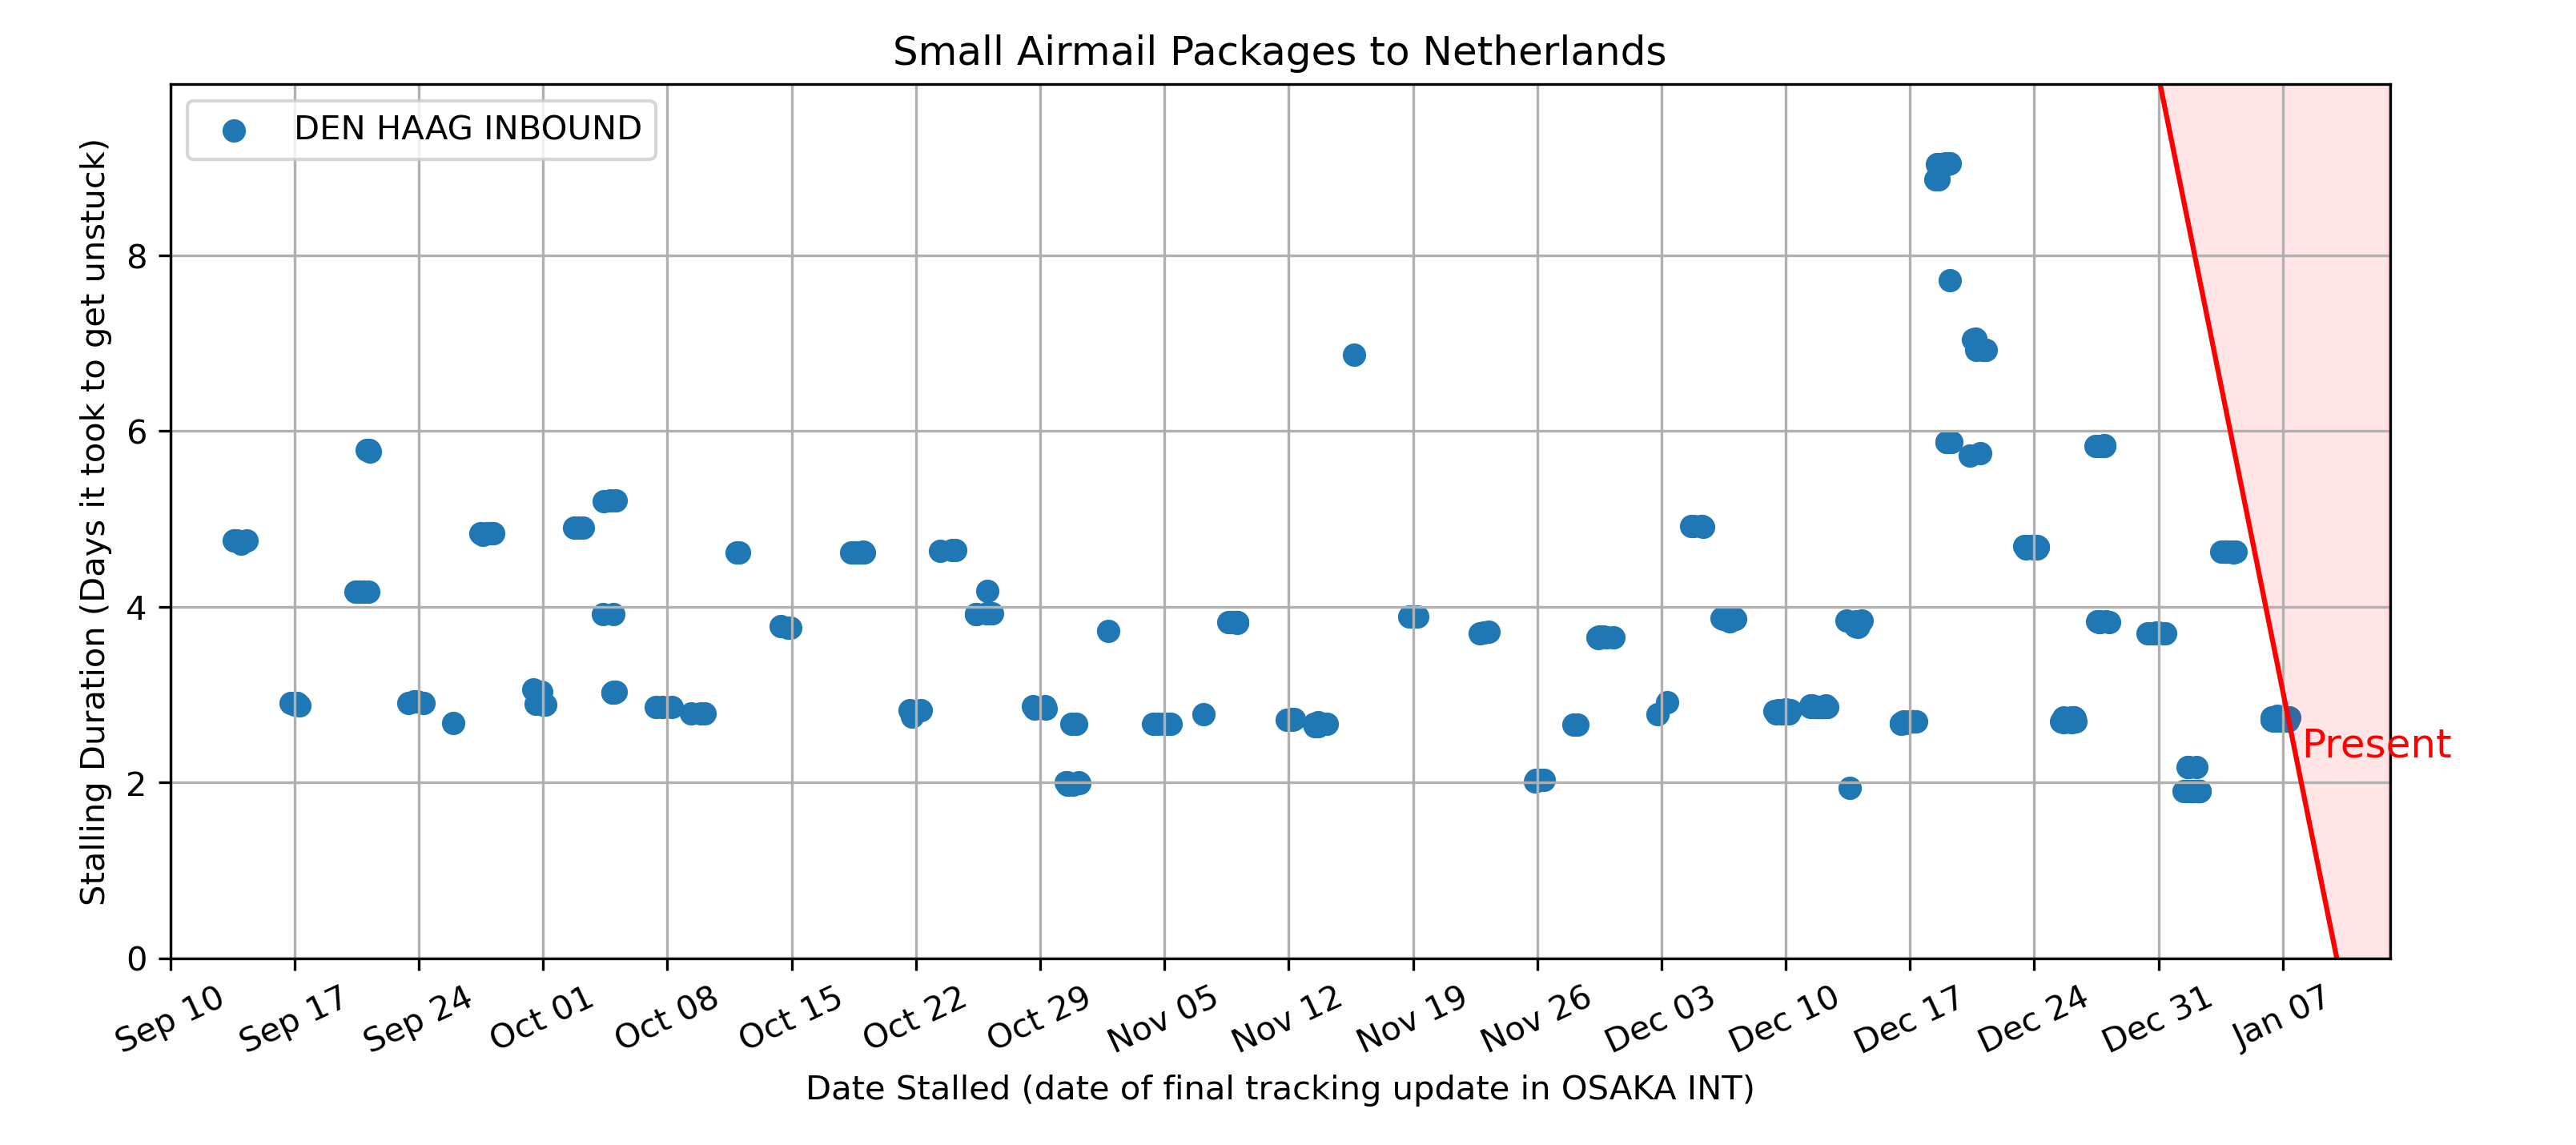 Small Airmail Packages to Netherlands
DEN HAAG INBOUND
Stalling Duration (Days it took to get unstuck)
8
6
4
2
0
Present
Sep 10
Sep 17
Sep 24
Oct 01
Oct 08
Oct 15
Oct 22
Oct 29
Nov 05
Nov 12
Nov 19
Nov 26
Dec 03
Dec 10
Dec 17
Dec 24
Dec 31
Jan 07
Date Stalled (date of final tracking update in OSAKA INT)